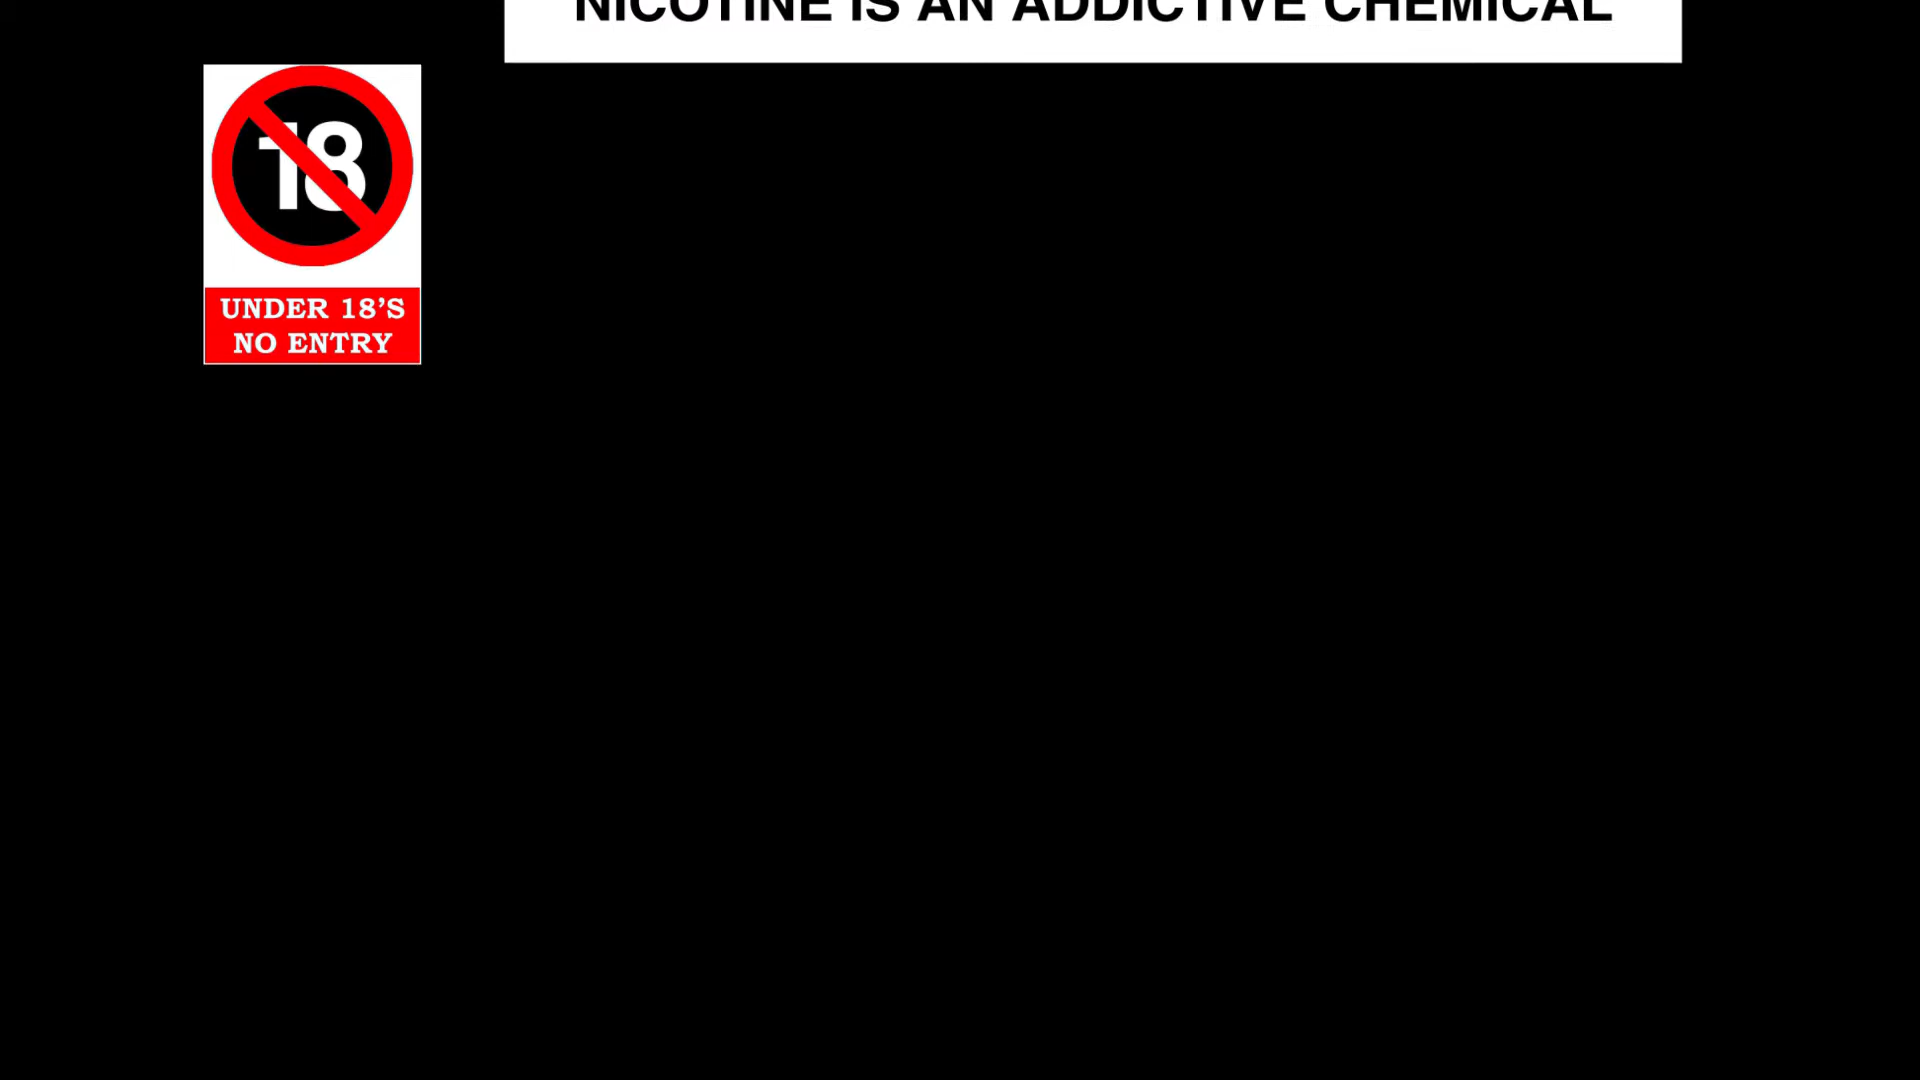 NICOTINE IS AN ADDICTIVE CHEMICAL
18
UNDER 18’S
NO ENTRY